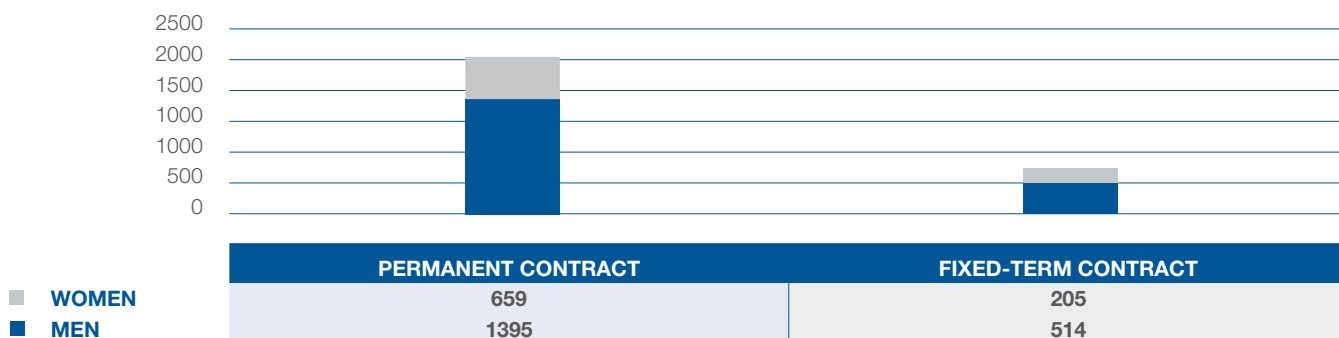 2500
2000
1500
1000
1000
500
0
PERMANENT CONTRACT FIXED-TERM CONTRACT
WOMEN 659 205
MEN 1395 514